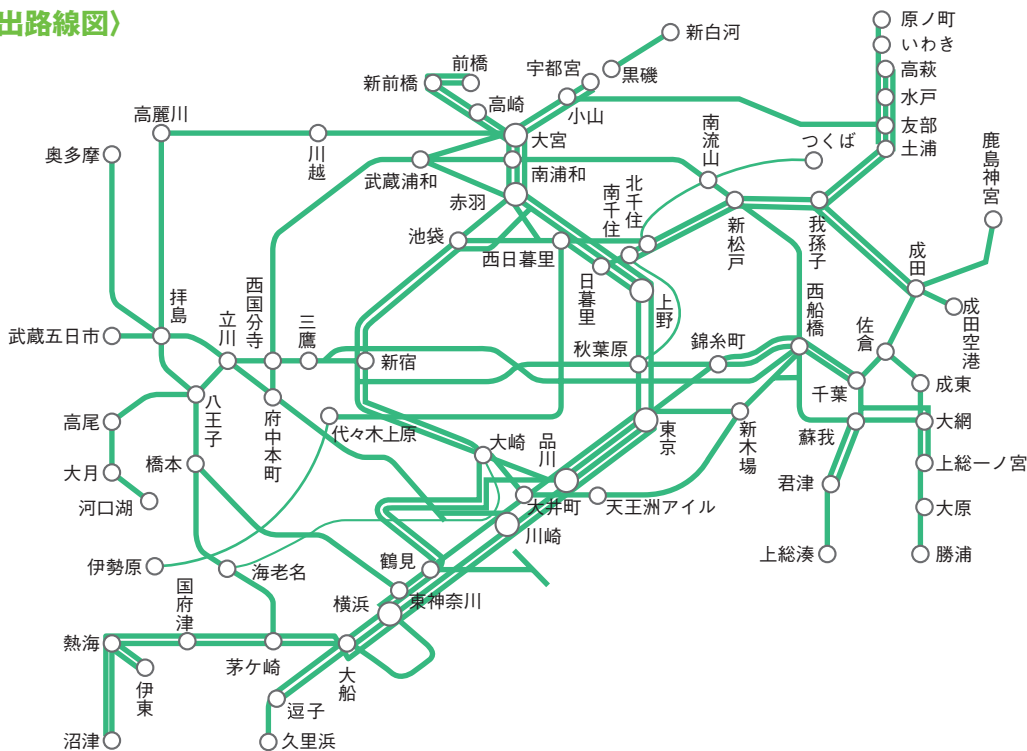 出路線図〉
原ノ町
いわき
高萩
水戸
友部
土浦
新白河
黒磯
宇都宮
小山
前橋
新前橋
高崎
大宮
高麗川
川越
奥多摩
武蔵浦和
南浦和
赤羽
池袋
西日暮里
日暮里
南千住
北千住
南流山
つくば
新松戸
我孫子
鹿島神宮
成田
成田空港
佐倉
成東
西船橋
千葉
蘇我
大網
上総一ノ宮
大原
勝浦
君津
上総湊
上野
秋葉原
錦糸町
東京
新木場
武蔵五日市
拝島
立川
西国分寺
三鷹
新宿
府中本町
代々木上原
高尾
大月
河口湖
八王子
橋本
大崎
品川
大井町
天王洲アイル
川崎
鶴見
東神奈川
横浜
伊勢原
海老名
国府津
熱海
茅ケ崎
大船
伊東
沼津
逗子
久里浜